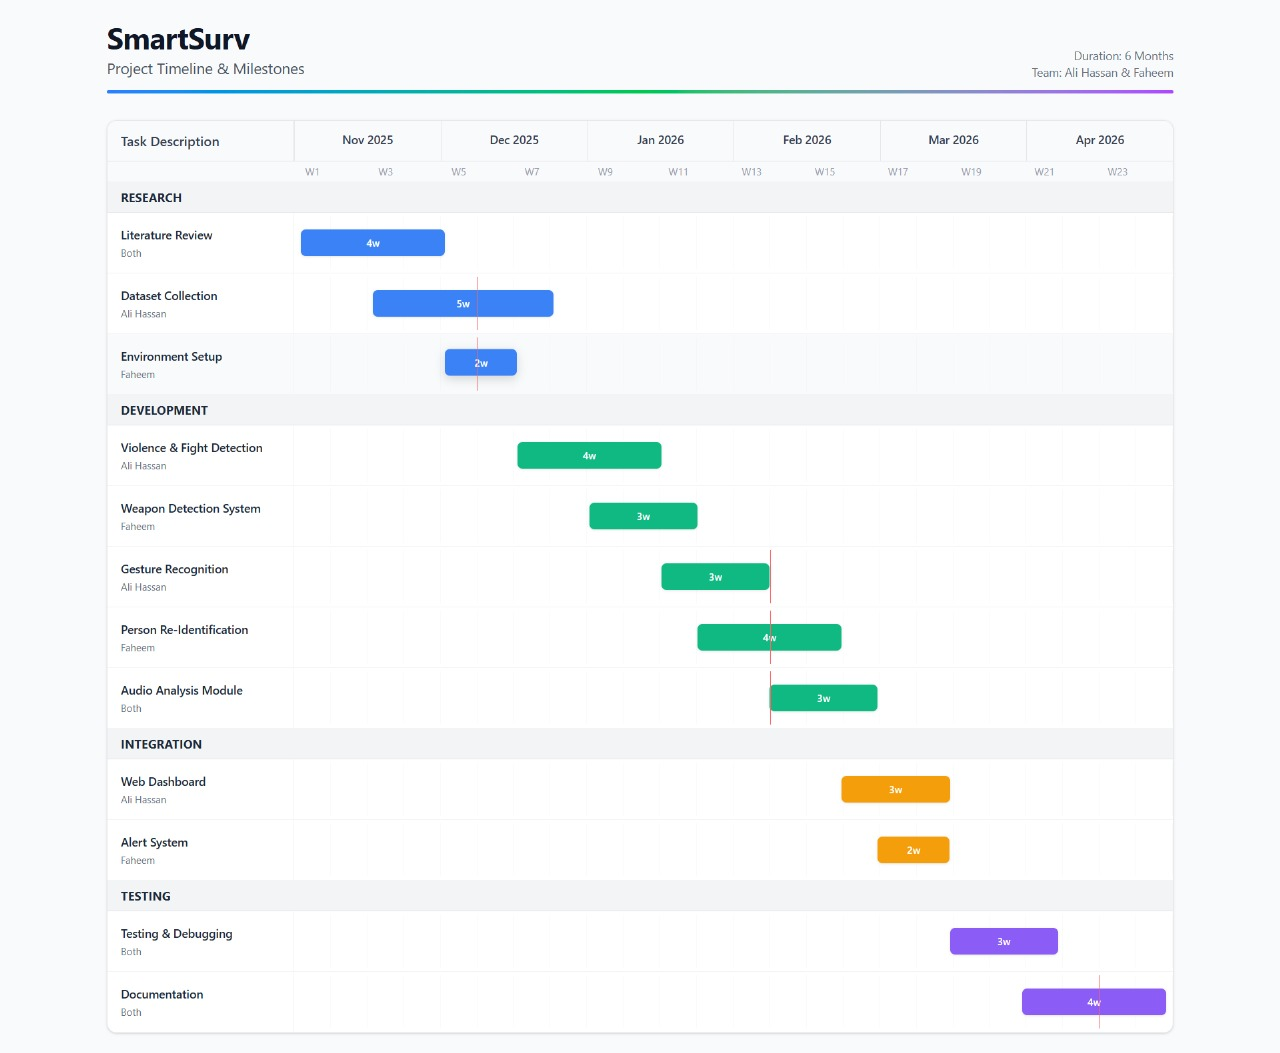 SmartSurv
Project Timeline & Milestones
Duration: 6 Months
Team: Ali Hassan & Faheem
Task Description
Nov 2025
Dec 2025
Jan 2026
Feb 2026
Mar 2026
Apr 2026
W1
W3
W5
W7
W9
W11
W13
W15
W17
W19
W21
W23
RESEARCH
Literature Review
Both
4w
Dataset Collection
Ali Hassan
5w
Environment Setup
Faheem
2w
DEVELOPMENT
Violence & Fight Detection
Ali Hassan
4w
Weapon Detection System
Faheem
3w
Gesture Recognition
Ali Hassan
3w
Person Re-Identification
Faheem
4w
Audio Analysis Module
Both
3w
INTEGRATION
Web Dashboard
Ali Hassan
3w
Alert System
Faheem
2w
TESTING
Testing & Debugging
Both
3w
Documentation
Both
4w